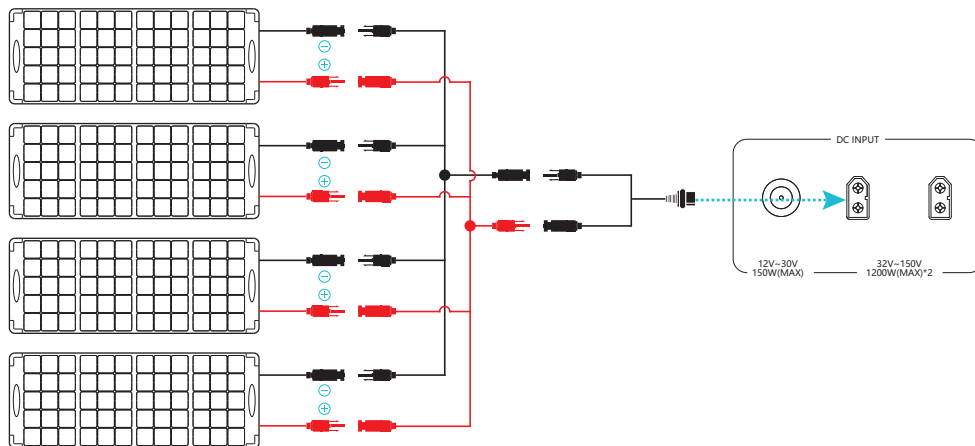 DC INPUT
12V~30V
150W(MAX)
32V~150V
1200W(MAX)*2